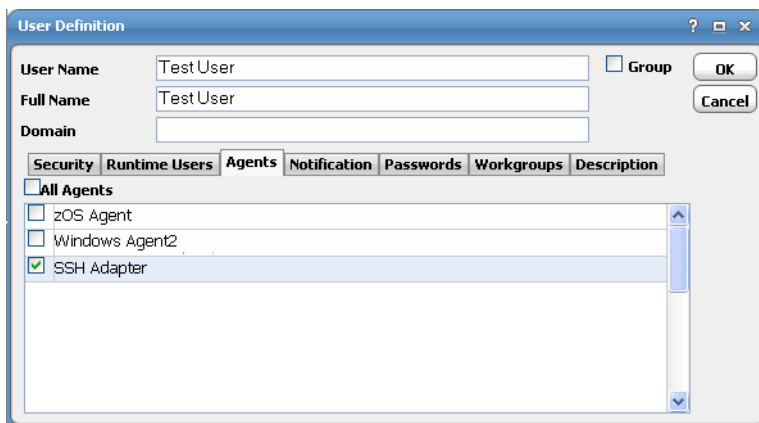 User Definition ?
User Name Test User Group OK
Full Name Test User Cancel
Domain
Security Runtime Users Agents Notification Passwords Workgroups Description
All Agents
zOS Agent
Windows Agent2
SSH Adapter